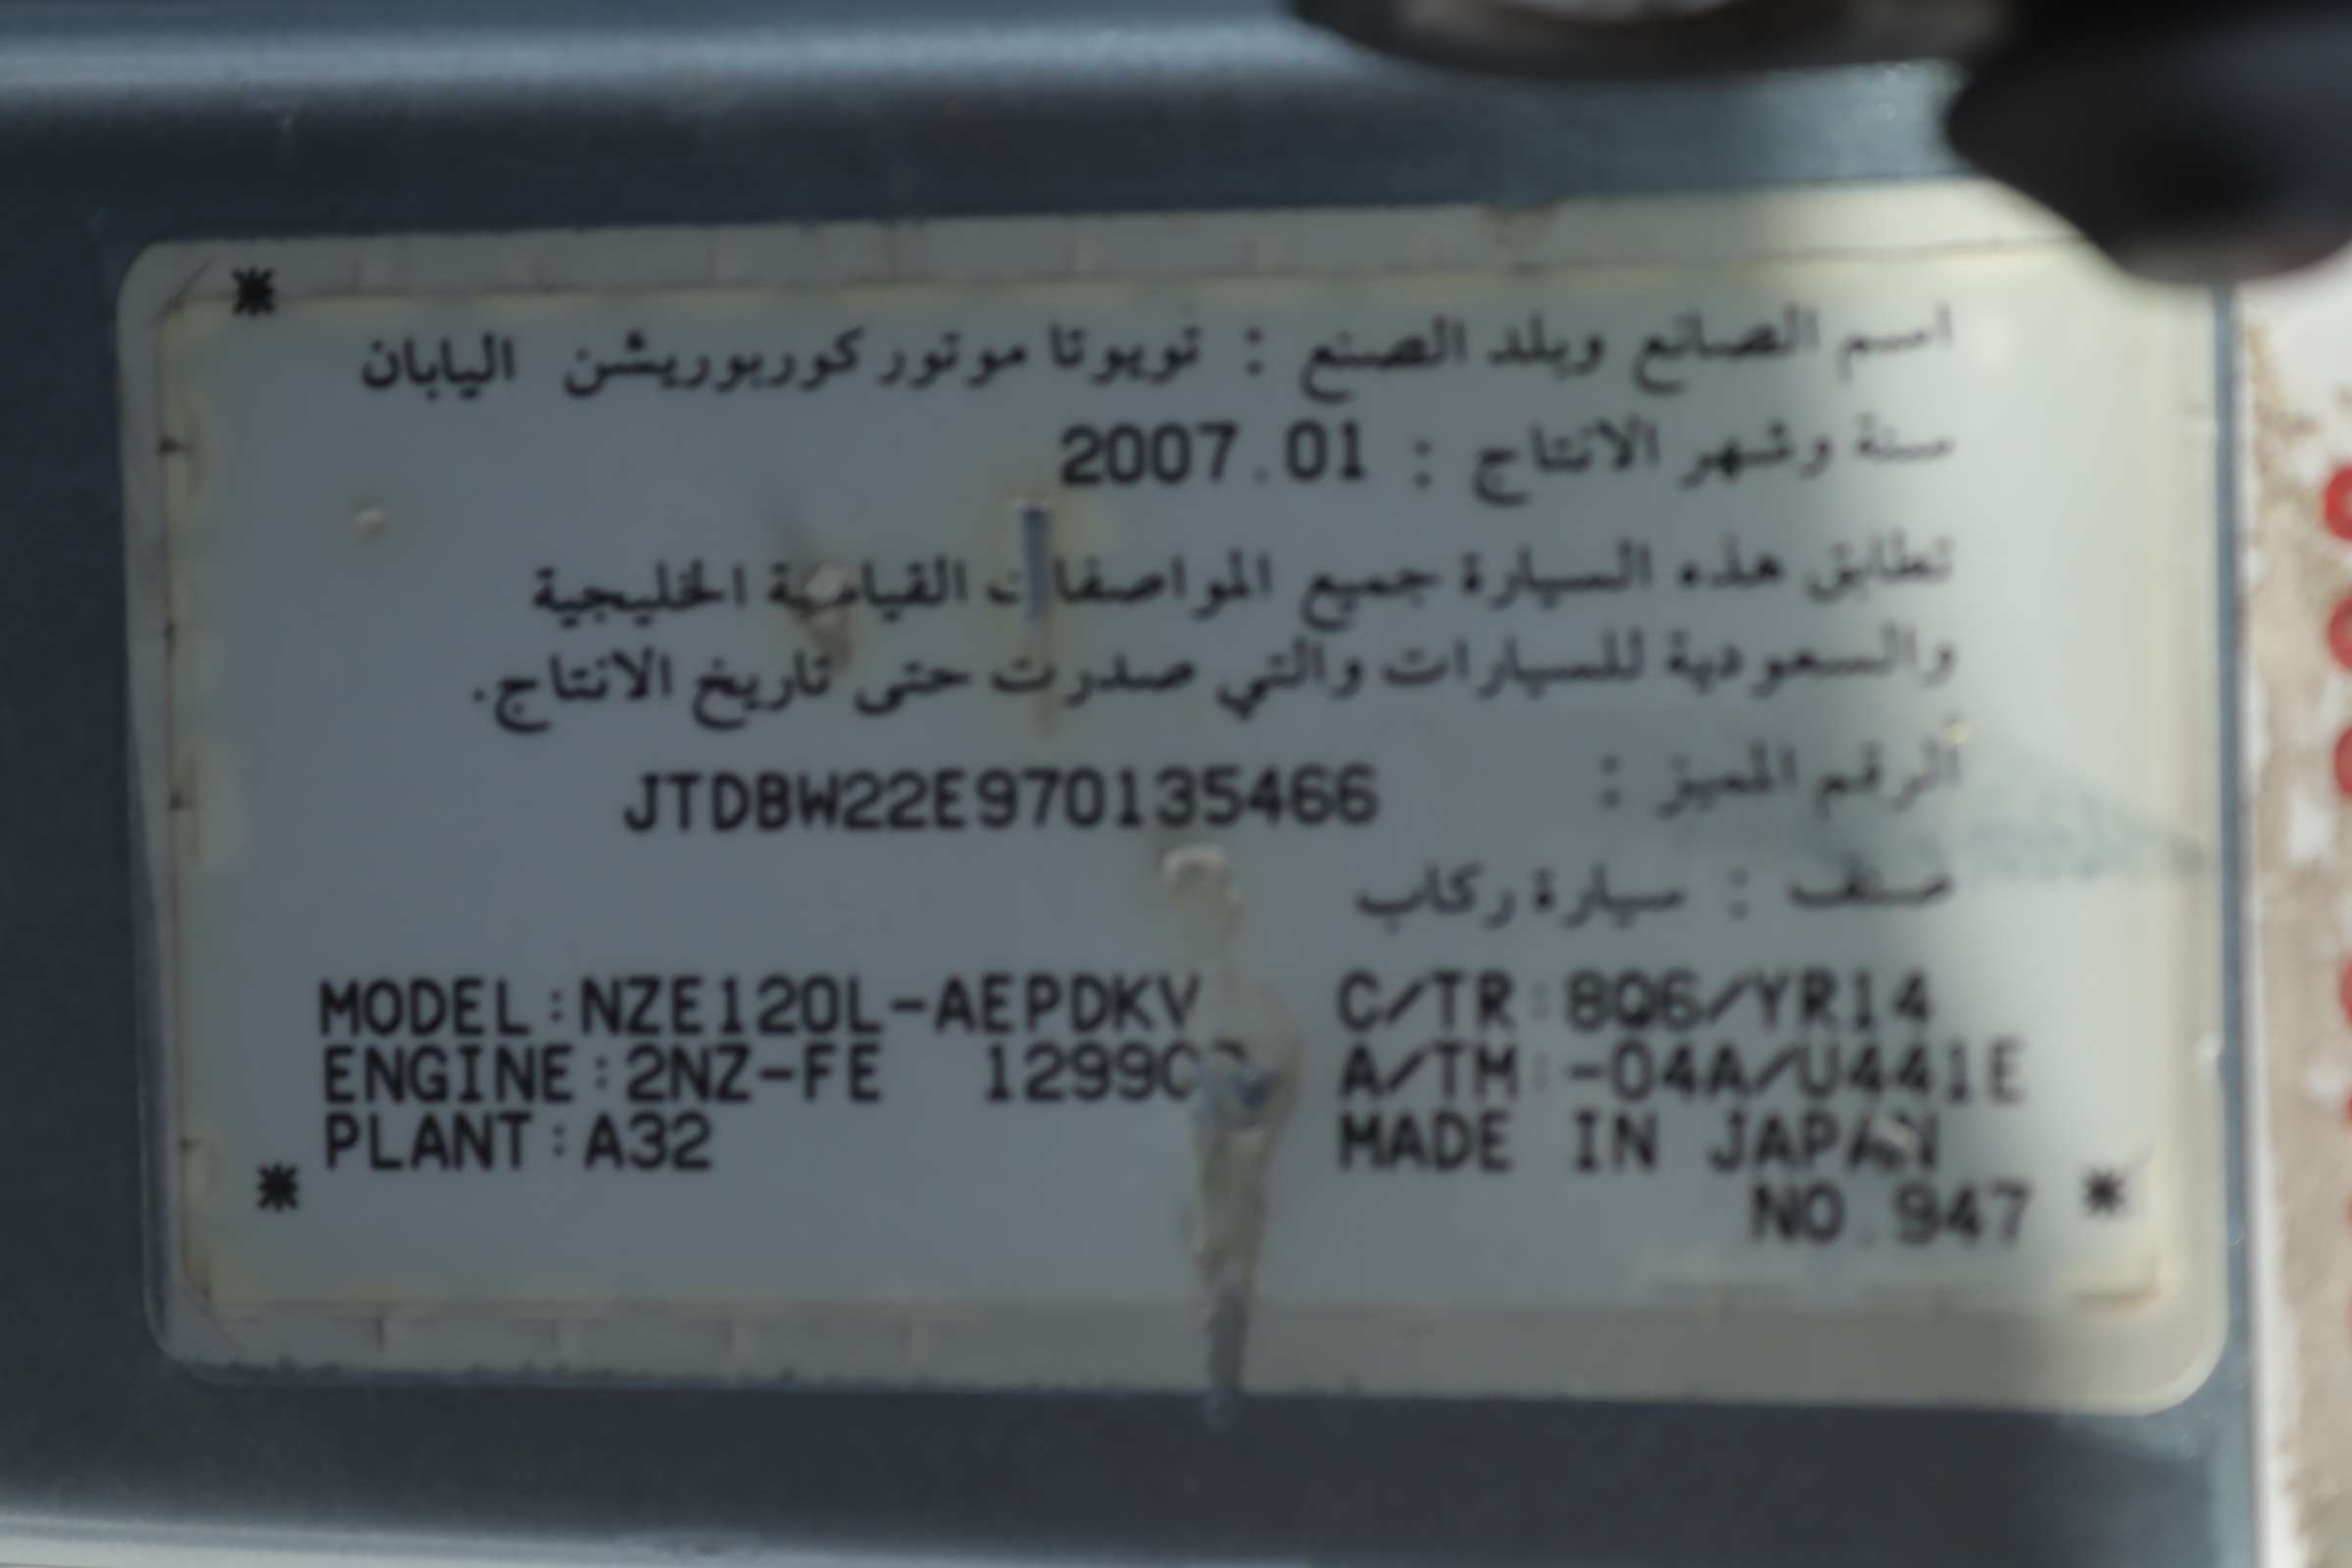 اسم الصانع وبلد الصنع : تويوتا موتور كوربوريشن اليابان
سنة وشهر الانتاج : 2007.01
تطابق هذه السيارة جميع المواصفات القياسية الخليجية
والسعودية للسيارات والتي صدرت حتى تاريخ الانتاج.
الرقم المميز : JTDBW22E970135466
صنف : سيارة ركاب
MODEL:NZE120L-AEPDKV C/TR:8Q6/YR14
ENGINE:2NZ-FE 1299CC A/TM:-04A/U441E
PLANT:A32 MADE IN JAPAN
NO.947